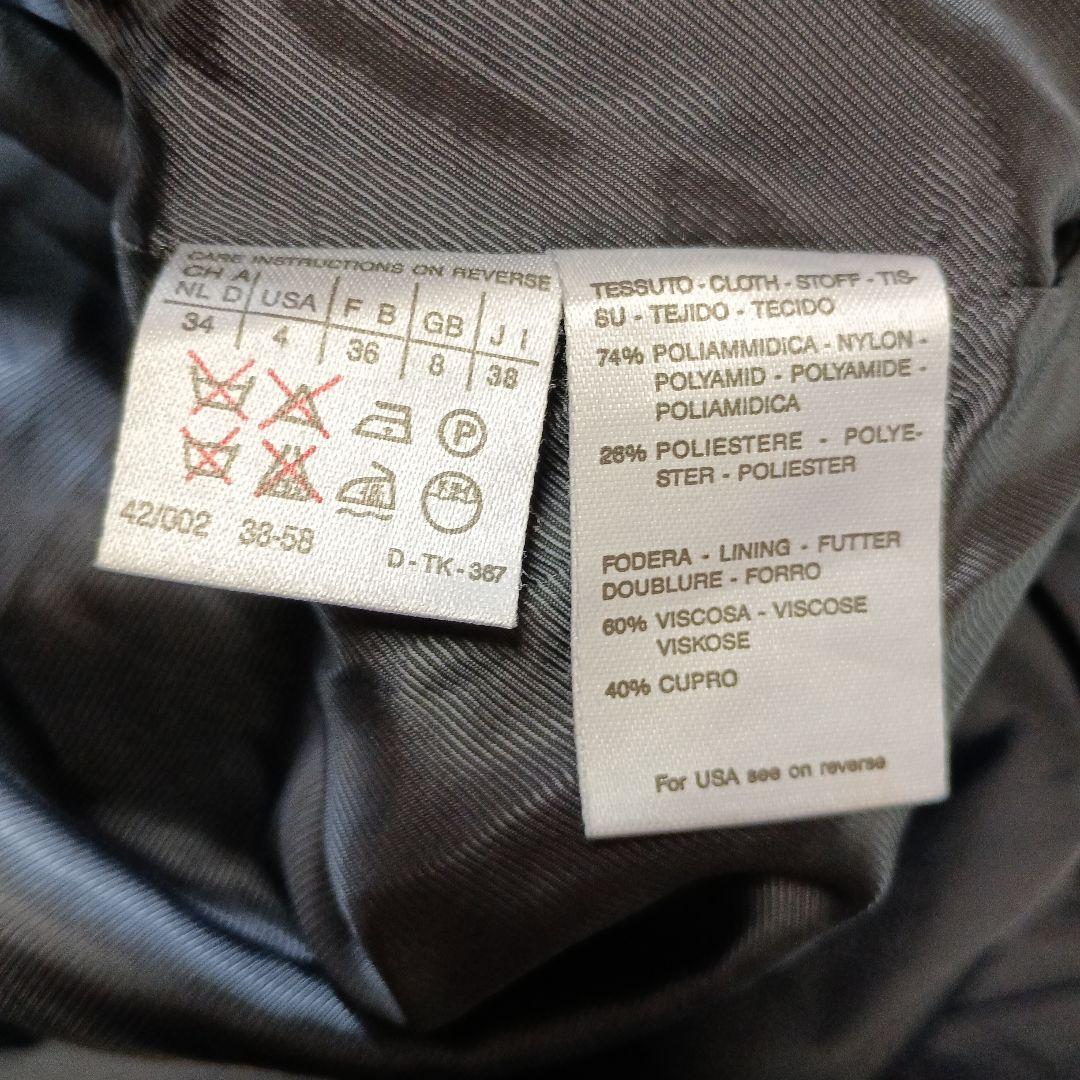 CARE INSTRUCTIONS ON REVERSE
CH A
NL D USA F B GB J I
34 4 36 8 38
P
42/002 38-58
D-TK-367
TESSUTO - CLOTH - STOFF - TIS-
SU - TEJIDO - TECIDO
74% POLIAMMIDICA - NYLON -
POLYAMID - POLYAMIDE -
POLIAMIDICA
26% POLIESTERE - POLYE-
STER - POLIESTER
FODERA - LINING - FUTTER
DOUBLURE - FORRO
60% VISCOSA - VISCOSE
VISKOSE
40% CUPRO
For USA see on reverse